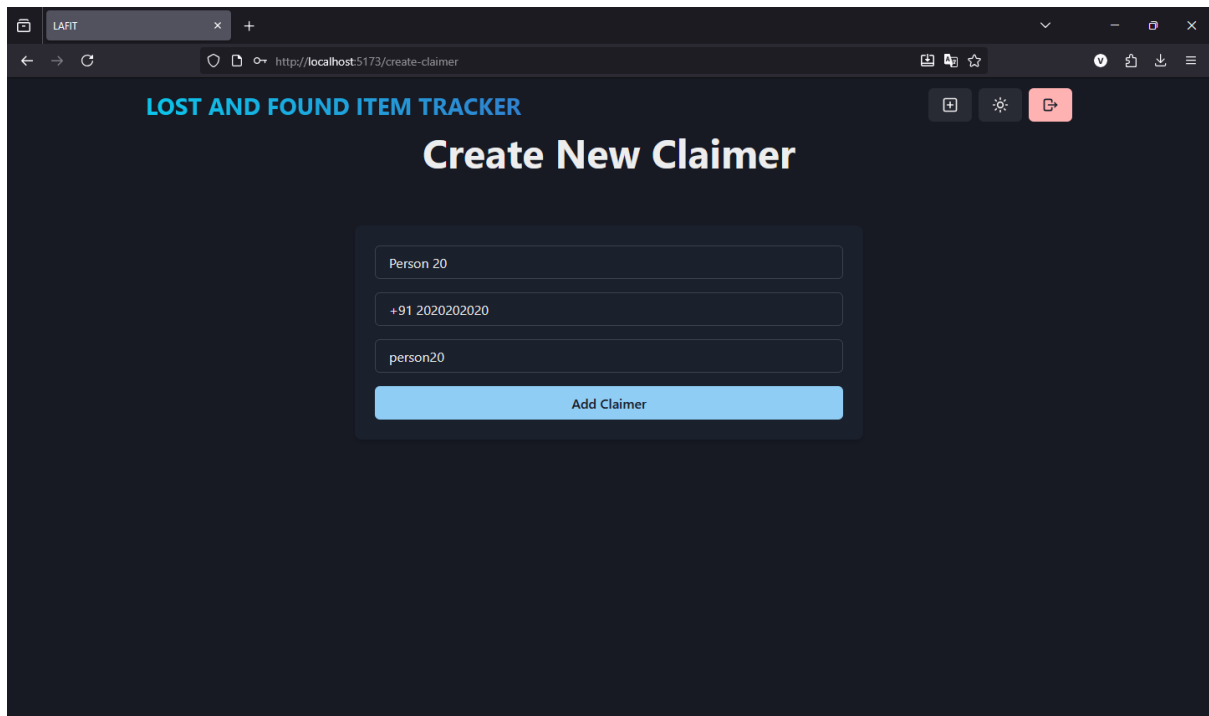 LAFIT
http://localhost:5173/create-claimer
V
LOST AND FOUND ITEM TRACKER
Create New Claimer
Person 20
+91 2020202020
person20
Add Claimer